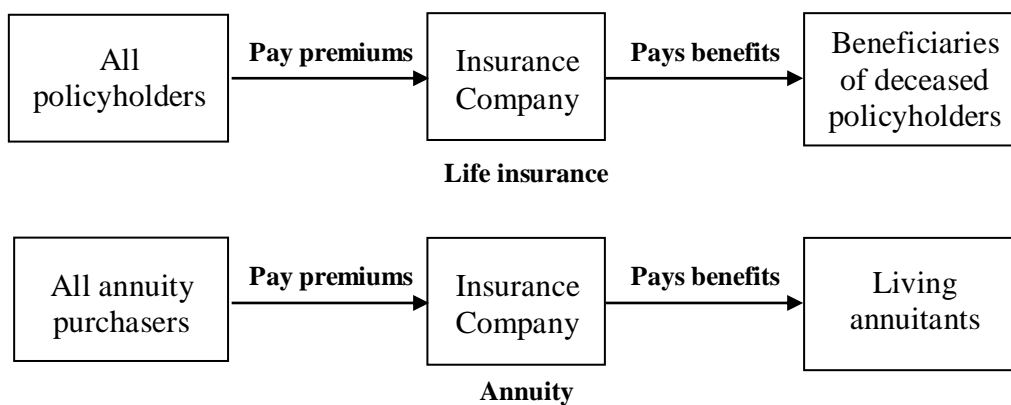 All
policyholders
Pay premiums
Insurance
Company
Pays benefits
Beneficiaries
of deceased
policyholders
Life insurance
All annuity
purchasers
Pay premiums
Insurance
Company
Pays benefits
Living
annuitants
Annuity